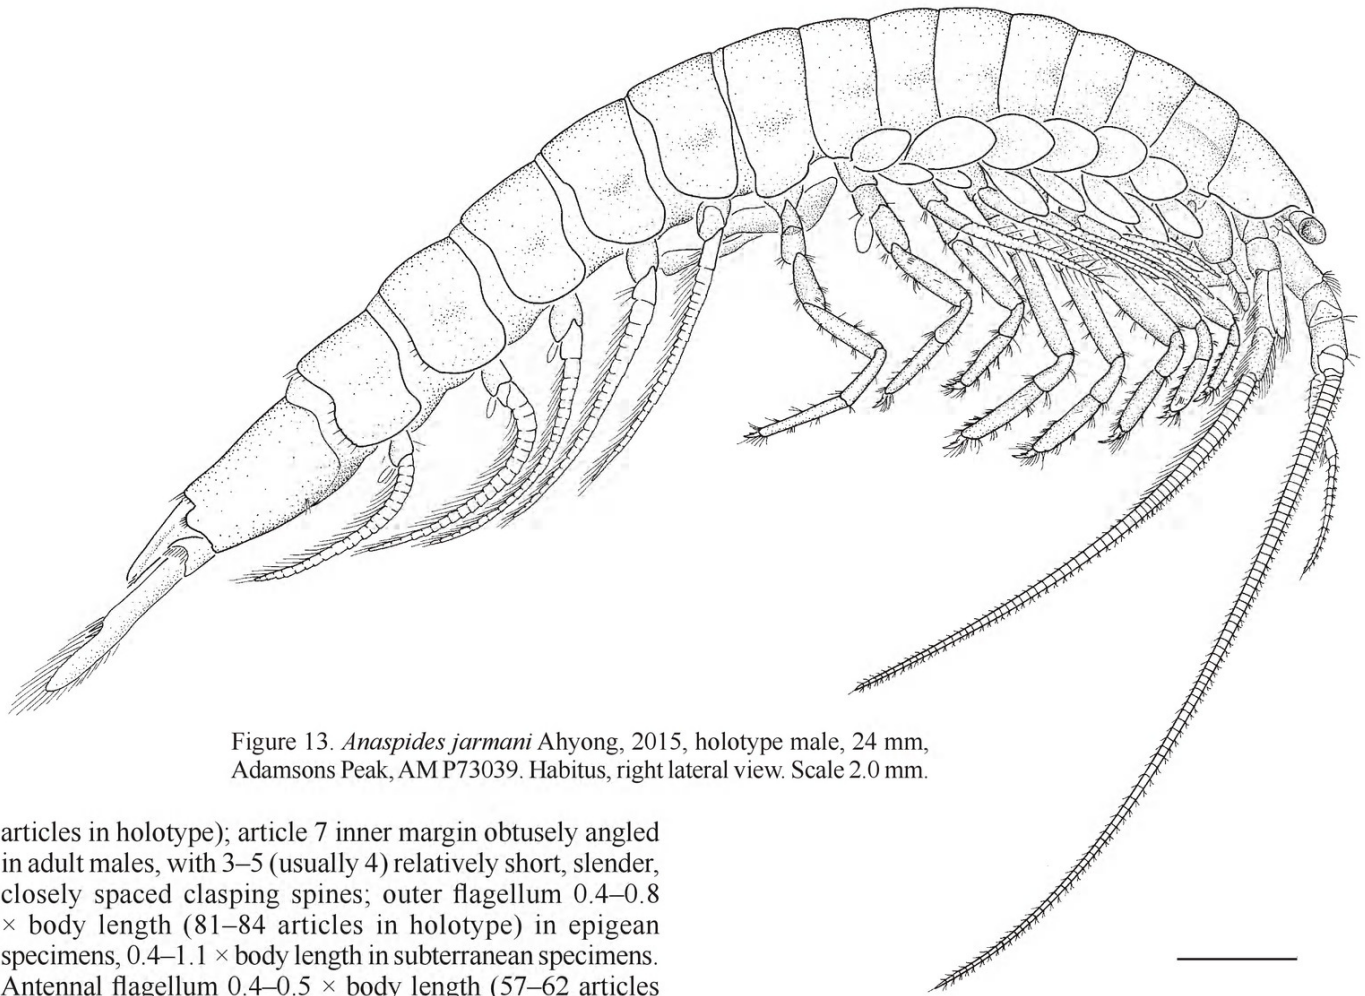 Figure 13. Anaspides jarmani Ahyong, 2015, holotype male, 24 mm,
Adamsons Peak, AM P73039. Habitus, right lateral view. Scale 2.0 mm.
articles in holotype); article 7 inner margin obtusely angled
in adult males, with 3–5 (usually 4) relatively short, slender,
closely spaced clasping spines; outer flagellum 0.4–0.8
× body length (81–84 articles in holotype) in epigean
specimens, 0.4–1.1 × body length in subterranean specimens.
Antennal flagellum 0.4–0.5 × body length (57–62 articles